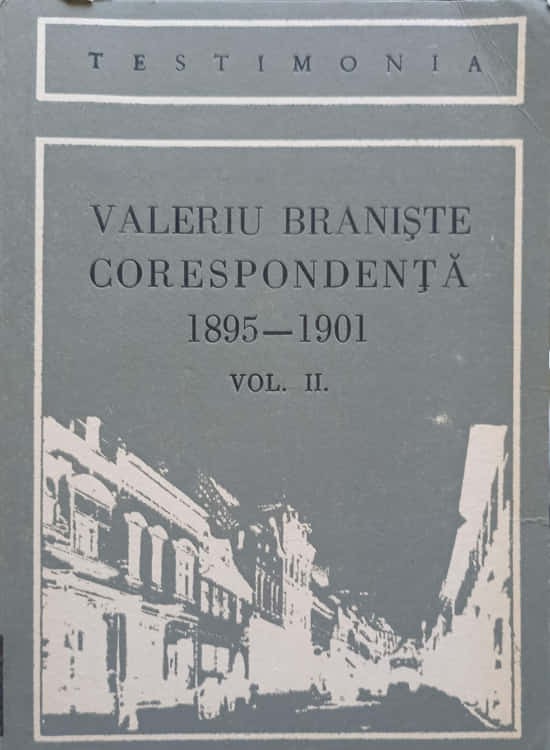 TESTIMONIA
VALERIU BRANIŞTE
CORESPONDENŢĂ
1895—1901
VOL. II.